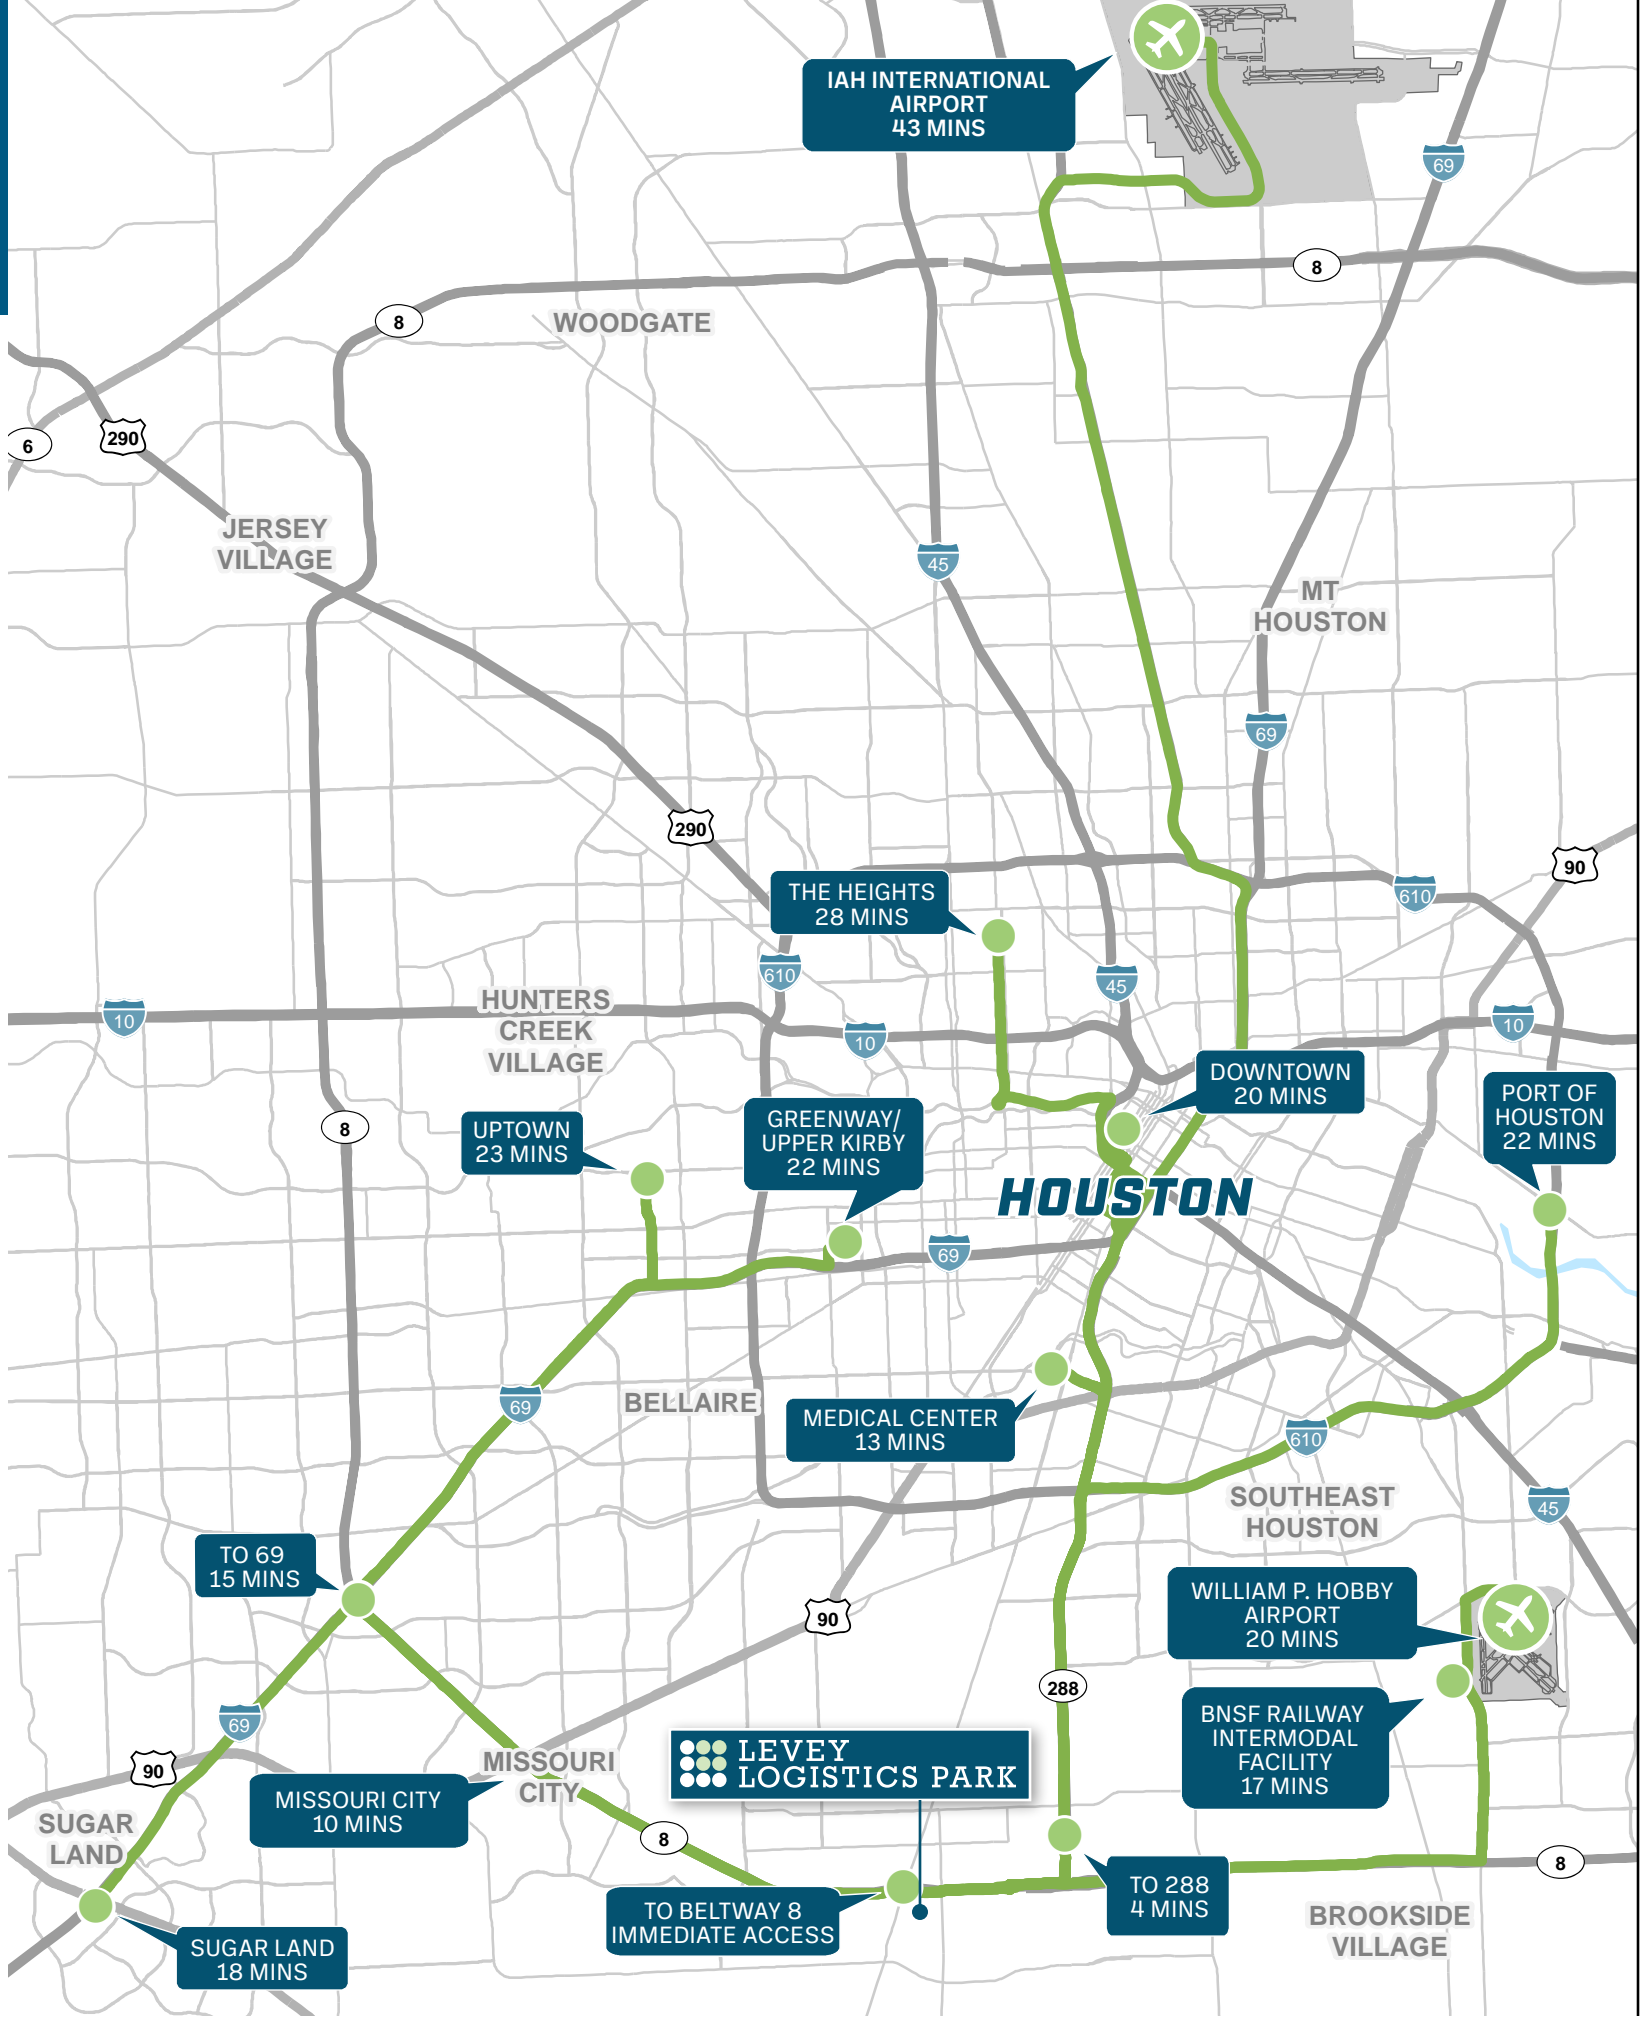 IAH INTERNATIONAL
AIRPORT
43 MINS
69
8
8
WOODGATE
6
290
JERSEY
VILLAGE
45
MT
HOUSTON
69
290
90
610
THE HEIGHTS
28 MINS
610
45
HUNTERS
CREEK
VILLAGE
10
10
10
DOWNTOWN
20 MINS
PORT OF
HOUSTON
22 MINS
GREENWAY/
UPPER KIRBY
22 MINS
UPTOWN
23 MINS
8
HOUSTON
69
69
BELLAIRE
MEDICAL CENTER
13 MINS
610
SOUTHEAST
HOUSTON
45
TO 69
15 MINS
90
WILLIAM P. HOBBY
AIRPORT
20 MINS
288
BNSF RAILWAY
INTERMODAL
FACILITY
17 MINS
69
90
MISSOURI
CITY
LEVEY
LOGISTICS PARK
MISSOURI CITY
10 MINS
SUGAR
LAND
8
8
TO 288
4 MINS
TO BELTWAY 8
IMMEDIATE ACCESS
BROOKSIDE
VILLAGE
SUGAR LAND
18 MINS